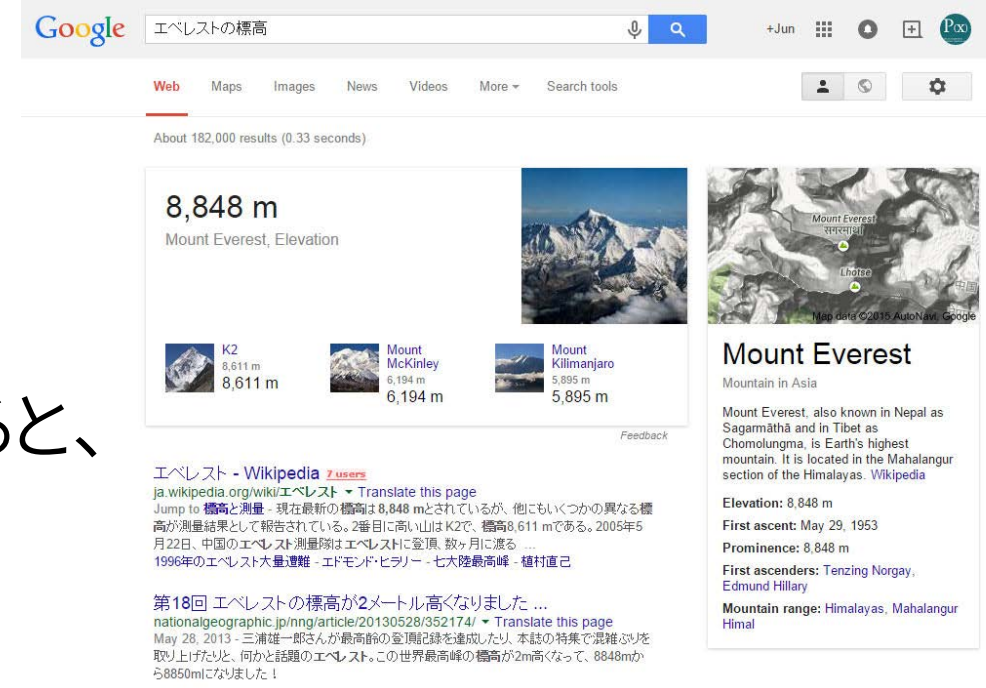 Google エベレストの標高 +Jun P(x)
Web Maps Images News Videos More Search tools
About 182,000 results (0.33 seconds)
8,848 m
Mount Everest, Elevation
K2
8,611 m
8,611 m
Mount
McKinley
6,194 m
6,194 m
Mount
Kilimanjaro
5,895 m
5,895 m
Feedback
ると、
エベレスト - Wikipedia 7 users
ja.wikipedia.org/wiki/エベレスト Translate this page
Jump to 標高と測量 - 現在最新の標高は8,848 mとされているが、他にもいくつかの異なる標
高が測量結果として報告されている。2番目に高い山はK2で、標高8,611 mである。2005年5
月22日、中国のエベレスト測量隊はエベレストに登頂、数ヶ月に渡る ...
1996年のエベレスト大量遭難 - エドモンド・ヒラリー - 七大陸最高峰 - 植村直己
第18回 エベレストの標高が2メートル高くなりました ...
nationalgeographic.jp/nng/article/20130528/352174/ Translate this page
May 28, 2013 - 三浦雄一郎さんが最高齢の登頂記録を達成したり、本誌の特集で混雑ぶりを
取り上げたりと、何かと話題のエベレスト。この世界最高峰の標高が2m高くなって、8848mか
ら8850mになりました！
Mount Everest
सगरमाथा
Lhotse
中国
Map data ©2015 AutoNavi, Google
Mount Everest
Mountain in Asia
Mount Everest, also known in Nepal as
Sagarmāthā and in Tibet as
Chomolungma, is Earth's highest
mountain. It is located in the Mahalangur
section of the Himalayas. Wikipedia
Elevation: 8,848 m
First ascent: May 29, 1953
Prominence: 8,848 m
First ascenders: Tenzing Norgay,
Edmund Hillary
Mountain range: Himalayas, Mahalangur
Himal